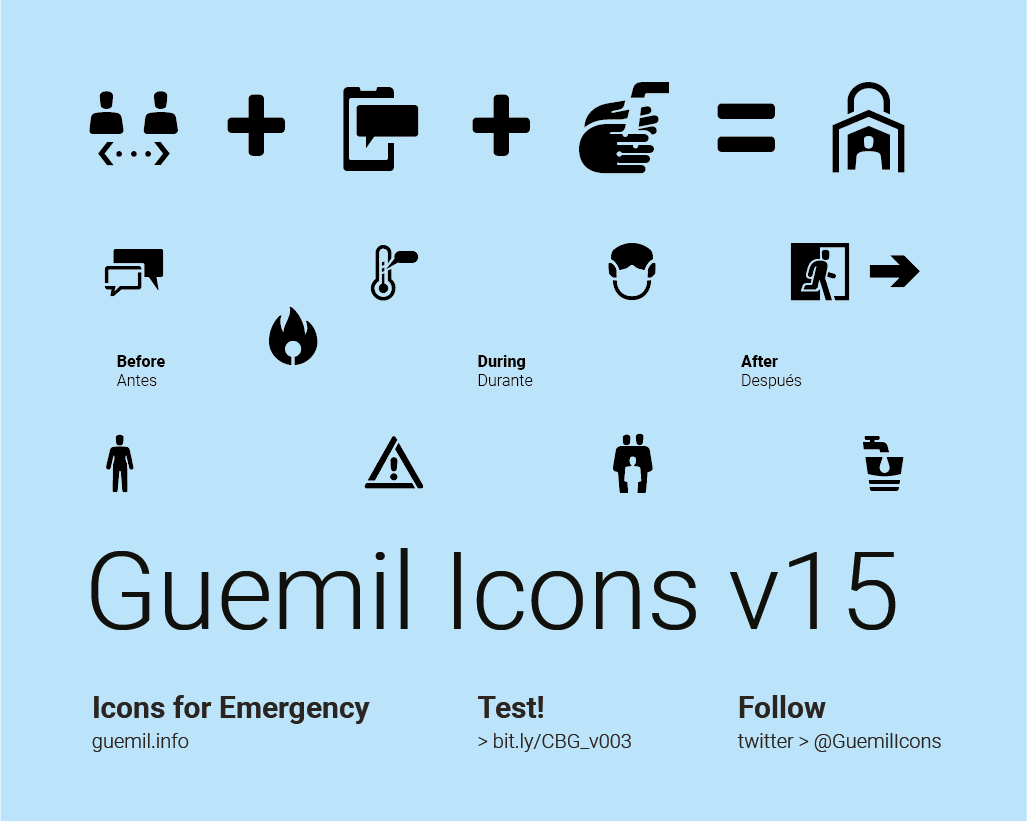 Before
Antes
During
Durante
After
Después
Guemil Icons v15
Icons for Emergency
guemil.info
Test!
> bit.ly/CBG_v003
Follow
twitter > @GuemilIcons